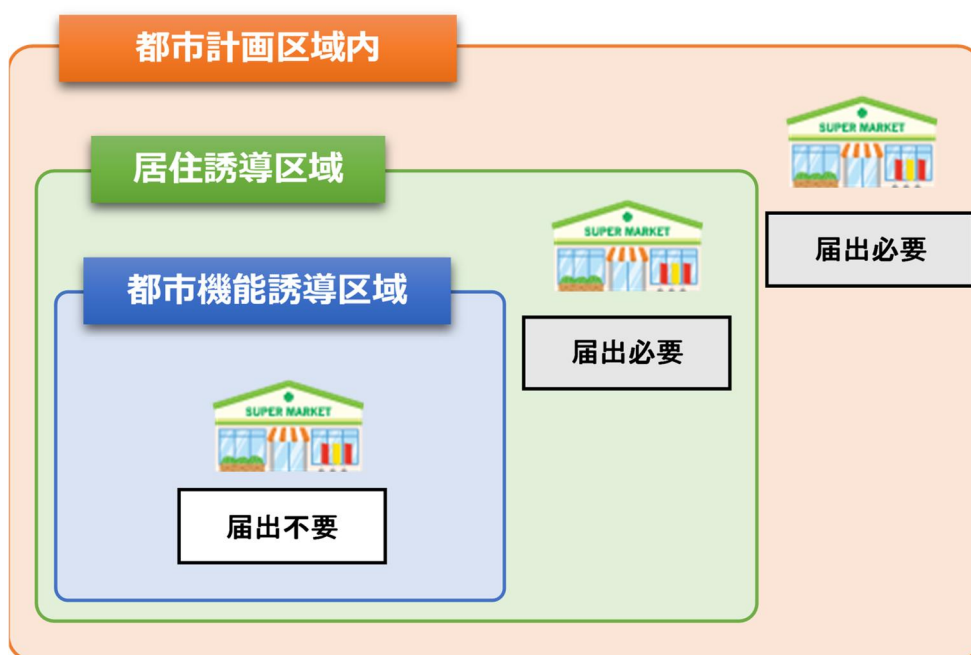 都市計画区域内
SUPER MARKET
届出必要
居住誘導区域
SUPER MARKET
届出必要
都市機能誘導区域
SUPER MARKET
届出不要